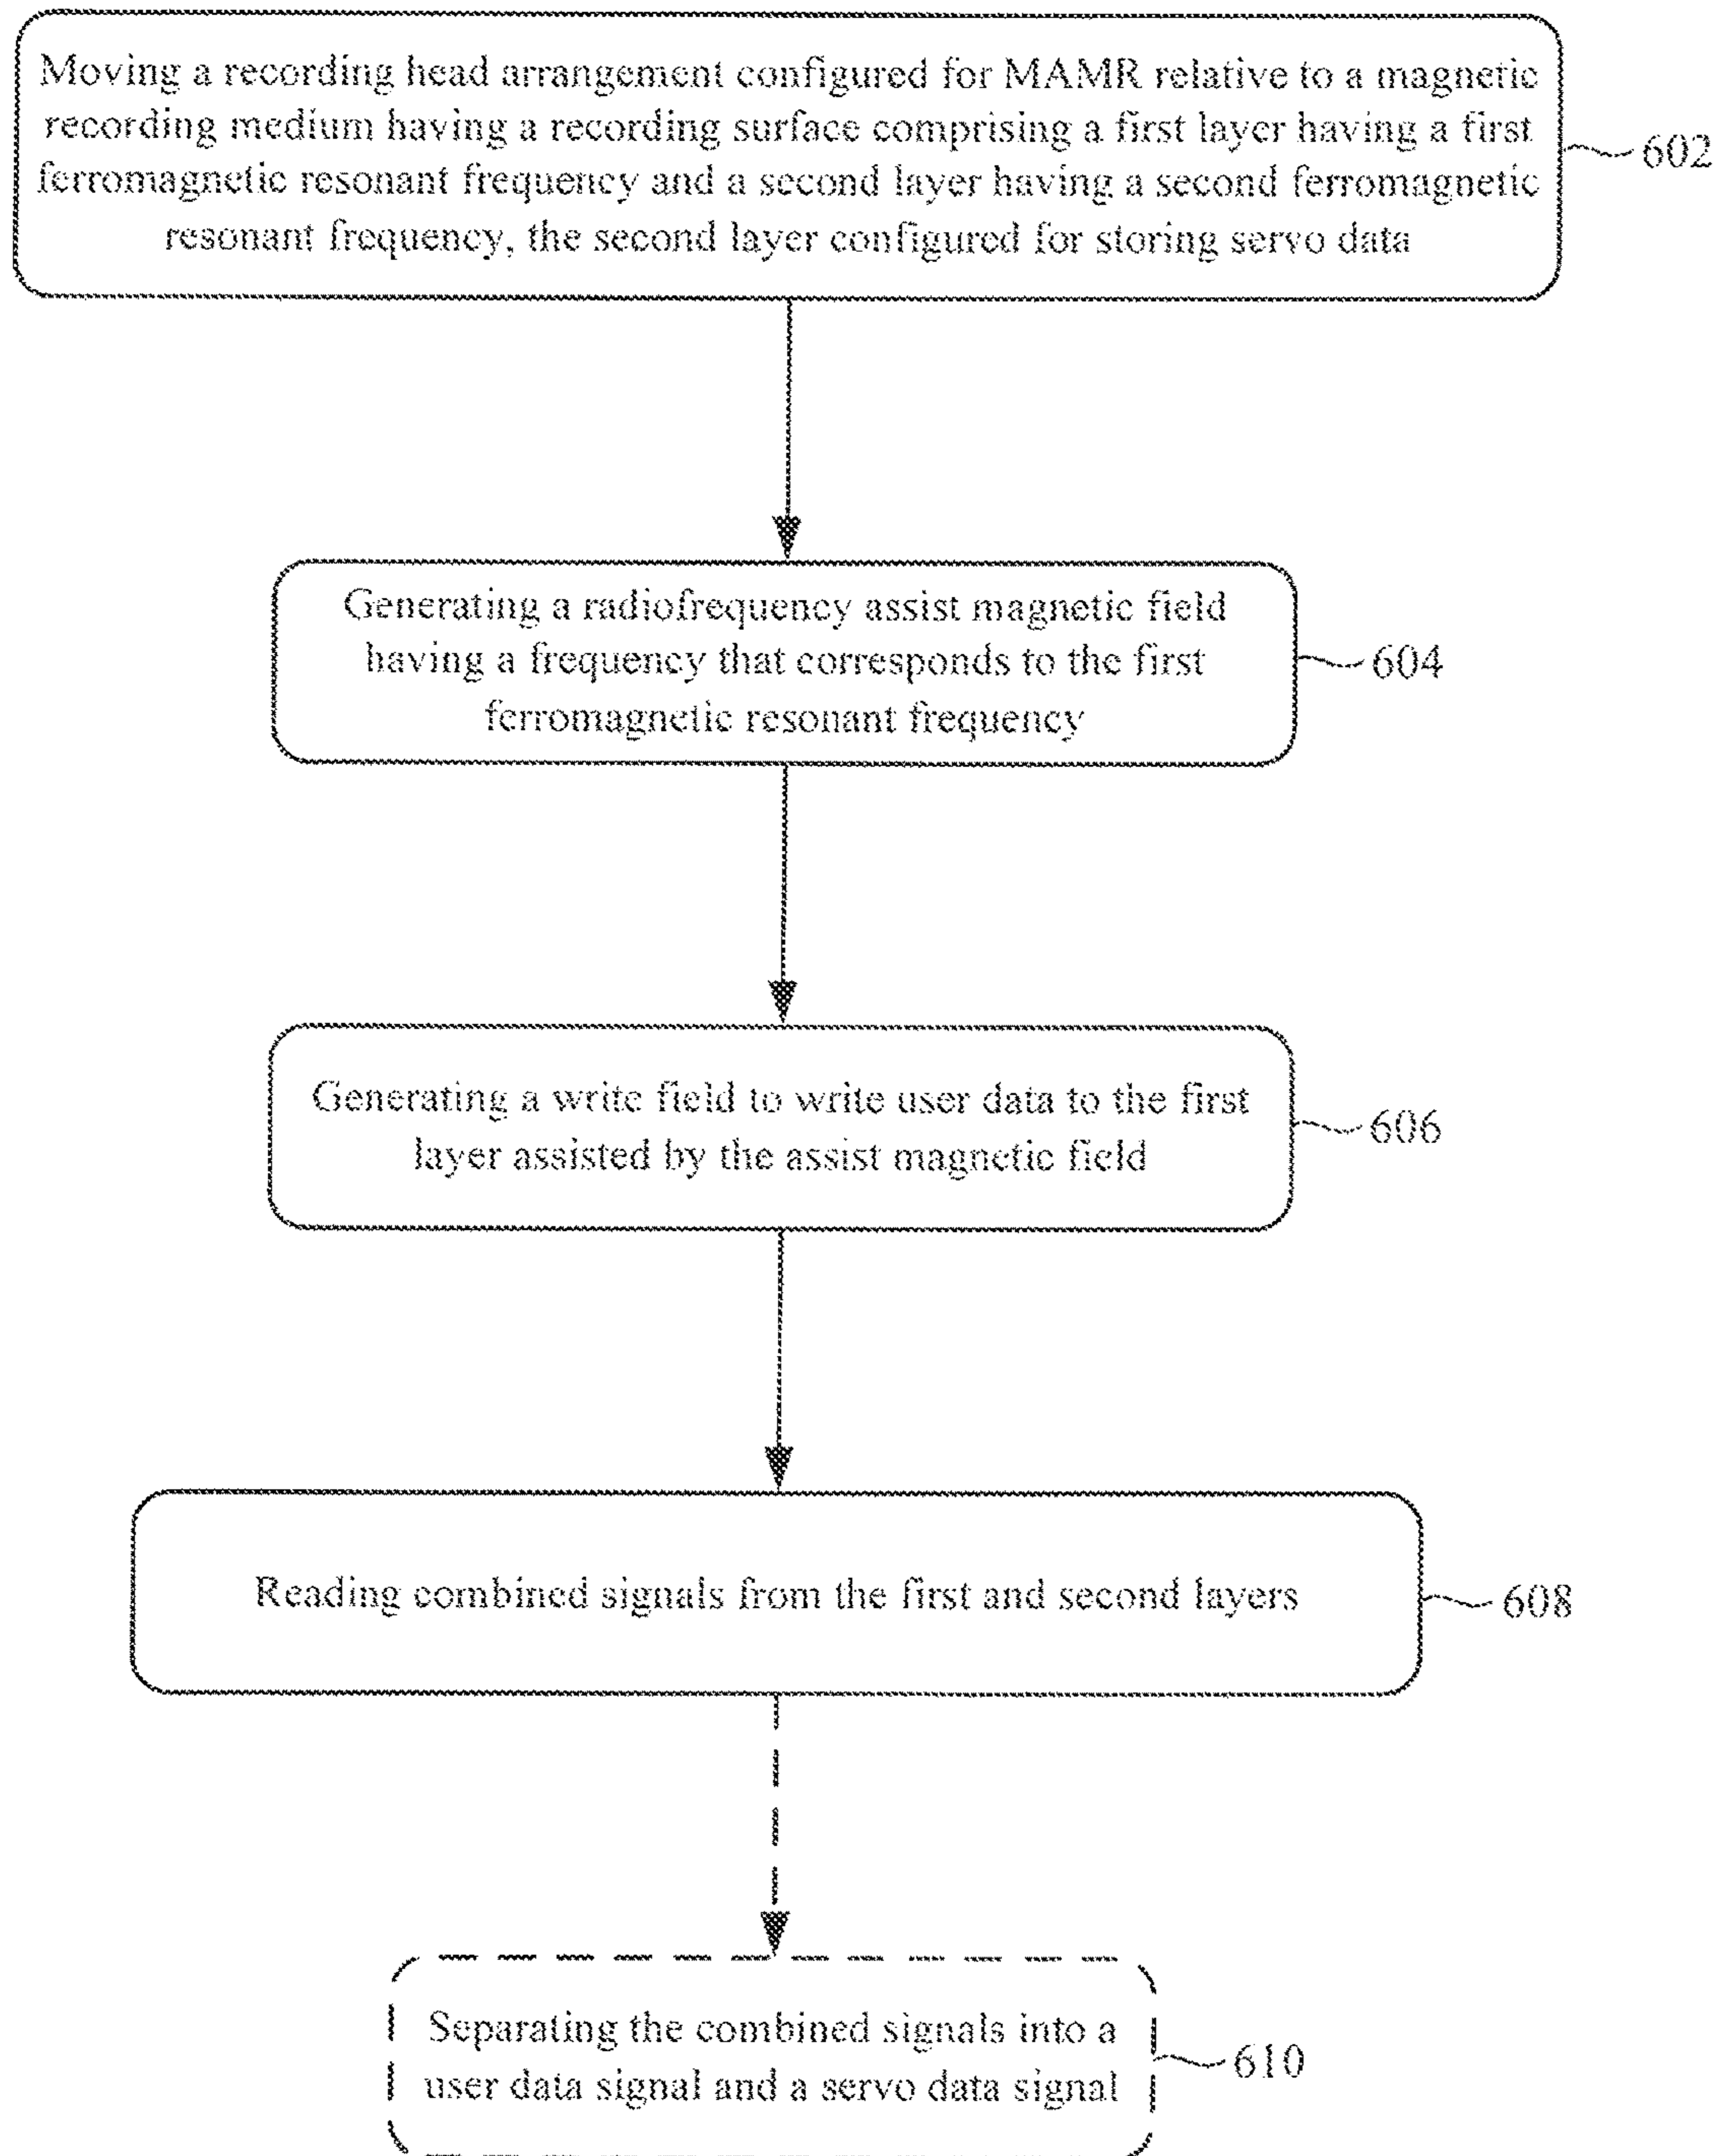 Moving a recording head arrangement configured for MAMR relative to a magnetic
recording medium having a recording surface comprising a first layer having a first
ferromagnetic resonant frequency and a second layer having a second ferromagnetic
resonant frequency, the second layer configured for storing servo data
602
Generating a radiofrequency assist magnetic field
having a frequency that corresponds to the first
ferromagnetic resonant frequency
604
Generating a write field to write user data to the first
layer assisted by the assist magnetic field
606
Reading combined signals from the first and second layers
608
Separating the combined signals into a
user data signal and a servo data signal
610